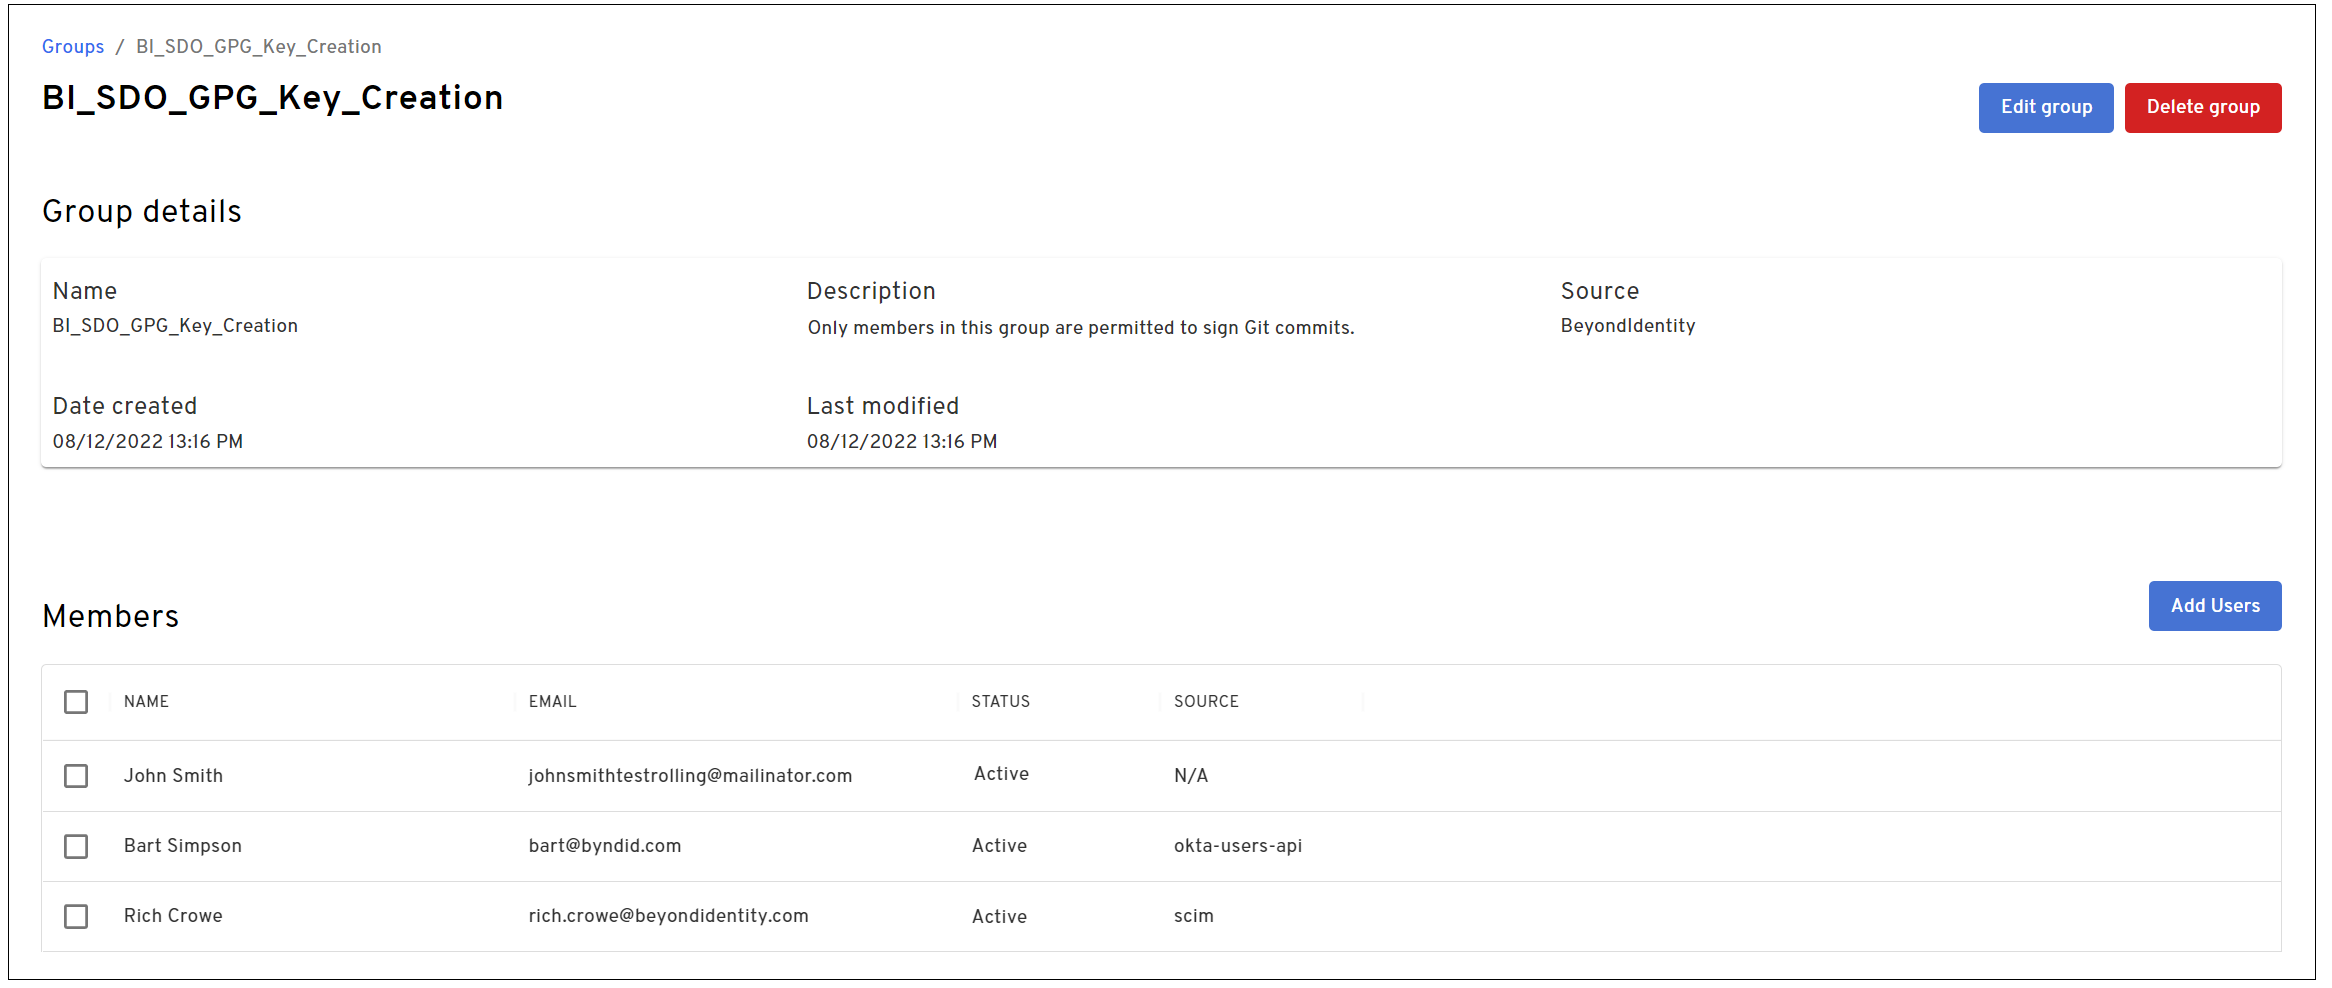 Groups / BI_SDO_GPG_Key_Creation
BI_SDO_GPG_Key_Creation
Edit group Delete group
Group details
Name Description Source
BI_SDO_GPG_Key_Creation Only members in this group are permitted to sign Git commits. BeyondIdentity
Date created Last modified
08/12/2022 13:16 PM 08/12/2022 13:16 PM
Members Add Users
NAME EMAIL STATUS SOURCE
John Smith johnsmithtestrolling@mailinator.com Active N/A
Bart Simpson bart@byndid.com Active okta-users-api
Rich Crowe rich.crowe@beyondidentity.com Active scim